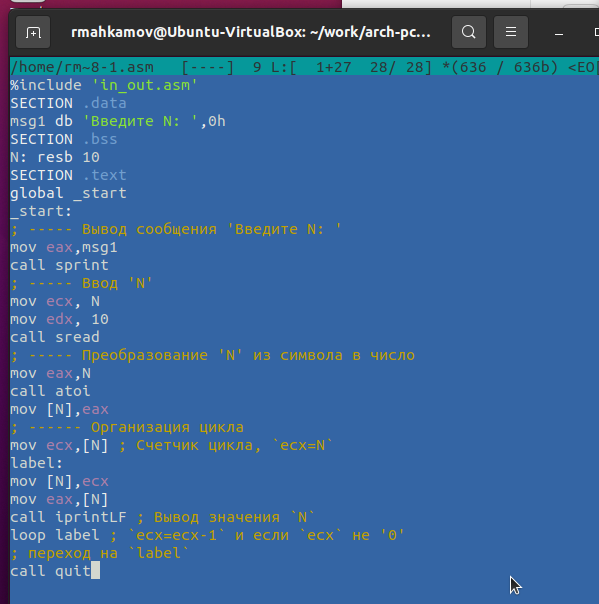 rmahkamov@Ubuntu-VirtualBox: ~/work/arch-pc...
/home/rm~8-1.asm   [----]  9 L:[  1+27  28/ 28] *(636 / 636b) <EO
%include 'in_out.asm'
SECTION .data
msg1 db 'Введите N: ',0h
SECTION .bss
N: resb 10
SECTION .text
global _start
_start:
; ----- Вывод сообщения 'Введите N: '
mov eax,msg1
call sprint
; ----- Ввод 'N'
mov ecx, N
mov edx, 10
call sread
; ----- Преобразование 'N' из символа в число
mov eax,N
call atoi
mov [N],eax
; ------ Организация цикла
mov ecx,[N] ; Счетчик цикла, `ecx=N`
label:
mov [N],ecx
mov eax,[N]
call iprintLF ; Вывод значения `N`
loop label ; `ecx=ecx-1` и если `ecx` не '0'
; переход на `label`
call quit